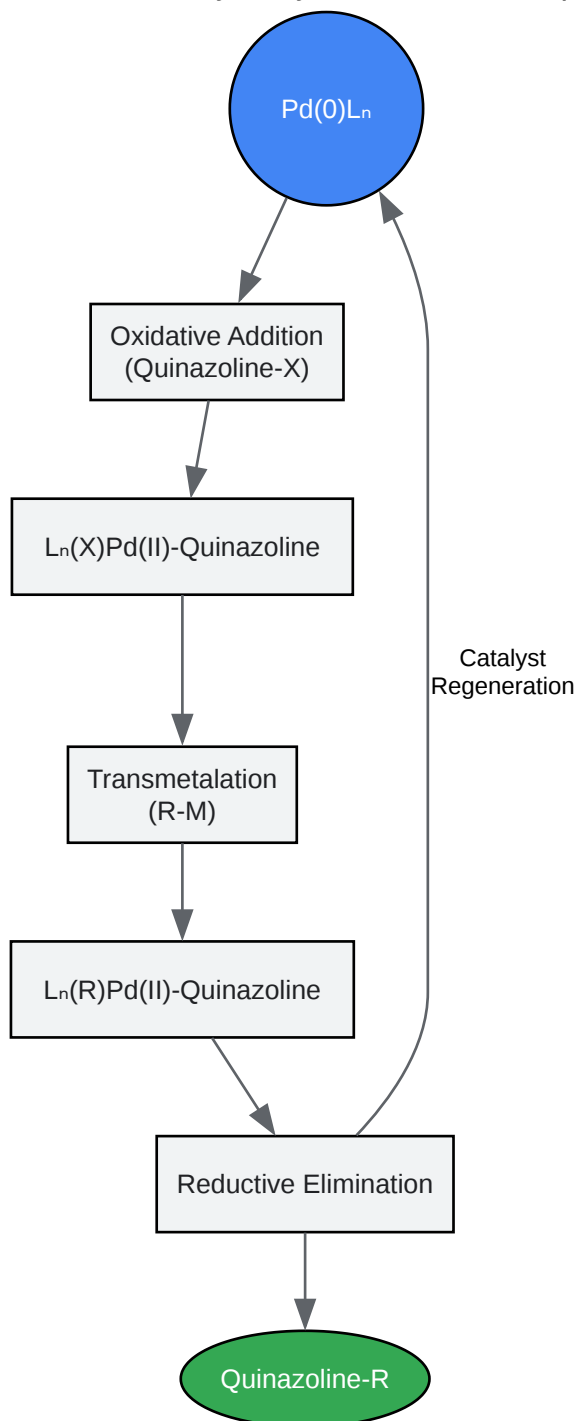 Pd(0)Lₙ
Oxidative Addition
(Quinazoline-X)
Lₙ(X)Pd(II)-Quinazoline
Catalyst
Regeneration
Transmetalation
(R-M)
Lₙ(R)Pd(II)-Quinazoline
Reductive Elimination
Quinazoline-R